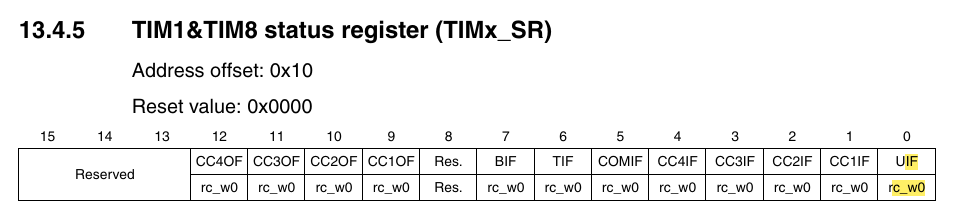 13.4.5 TIM1&TIM8 status register (TIMx_SR)
Address offset: 0x10
Reset value: 0x0000
15 14 13 12 11 10 9 8 7 6 5 4 3 2 1 0
Reserved CC4OF CC3OF CC2OF CC1OF Res. BIF TIF COMIF CC4IF CC3IF CC2IF CC1IF UIF
rc_w0 rc_w0 rc_w0 rc_w0 Res. rc_w0 rc_w0 rc_w0 rc_w0 rc_w0 rc_w0 rc_w0 rc_w0